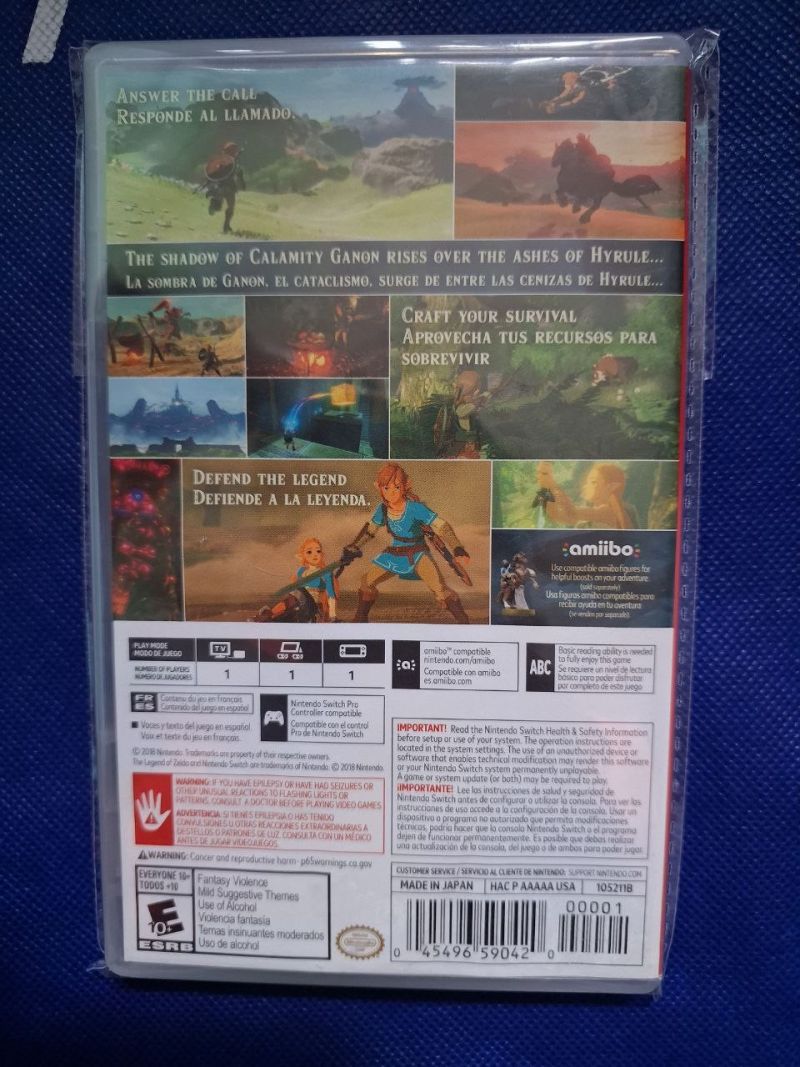 ANSWER THE CALL
RESPONDE AL LLAMADO.
THE SHADOW OF CALAMITY GANON RISES OVER THE ASHES OF HYRULE...
LA SOMBRA DE GANON, EL CATACLISMO, SURGE DE ENTRE LAS CENIZAS DE HYRULE...
CRAFT YOUR SURVIVAL
APROVECHA TUS RECURSOS PARA
SOBREVIVIR
DEFEND THE LEGEND
DEFIENDE A LA LEYENDA.
amiibo
Use compatible amiibo figures for
helpful boosts on your adventure.
(sold separately)
Usa figuras amiibo compatibles para
recibir ayuda en tu aventura
(se venden por separado)
PLAY MODE
MODO DE JUEGO
TV
NUMBER OF PLAYERS
NÚMERO DE JUGADORES
1
1
1
amiibo™ compatible
nintendo.com/amiibo
Compatible con amiibo
es.amiibo.com
ABC
Basic reading ability is needed
to fully enjoy this game
Se requiere un nivel de lectura
básico para poder disfrutar
por completo de este juego
FR
ES
Contenu du jeu en français
Contenido del juego en español
Voces y texto del juego en español
Voix et texte du jeu en français.
Nintendo Switch Pro
Controller compatible
Compatible con el control
Pro de Nintendo Switch
© 2018 Nintendo. Trademarks are property of their respective owners.
The Legend of Zelda and Nintendo Switch are trademarks of Nintendo. © 2018 Nintendo.
WARNING: IF YOU HAVE EPILEPSY OR HAVE HAD SEIZURES OR
OTHER UNUSUAL REACTIONS TO FLASHING LIGHTS OR
PATTERNS, CONSULT A DOCTOR BEFORE PLAYING VIDEO GAMES
ADVERTENCIA: SI TIENES EPILEPSIA O HAS TENIDO
CONVULSIONES U OTRAS REACCIONES EXTRAORDINARIAS A
DESTELLOS O PATRONES DE LUZ, CONSULTA CON UN MÉDICO
ANTES DE JUGAR VIDEOJUEGOS.
WARNING: Cancer and reproductive harm - p65warnings.ca.gov
IMPORTANT! Read the Nintendo Switch Health & Safety Information
before setup or use of your system. The operation instructions are
located in the system settings. The use of an unauthorized device or
software that enables technical modification may render this software
or your Nintendo Switch system permanently unplayable.
A game or system update (or both) may be required to play.
¡IMPORTANTE! Lee las instrucciones de salud y seguridad de
Nintendo Switch antes de configurar o utilizar la consola. Para ver las
instrucciones de uso accede a la configuración de la consola. Usar un
dispositivo o programa no autorizado que permita modificaciones
técnicas, podría hacer que la consola Nintendo Switch o el programa
dejen de funcionar permanentemente. Es posible que debas realizar
una actualización de la consola, del juego o de ambos para poder jugar.
CUSTOMER SERVICE / SERVICIO AL CLIENTE DE NINTENDO: SUPPORT.NINTENDO.COM
MADE IN JAPAN
HAC P AAAAA USA
105211B
EVERYONE 10+
TODOS +10
E
10+
ESRB
Fantasy Violence
Mild Suggestive Themes
Use of Alcohol
Violencia fantasía
Temas insinuantes moderados
Uso de alcohol
Nintendo
00001
0 45496 59042 0